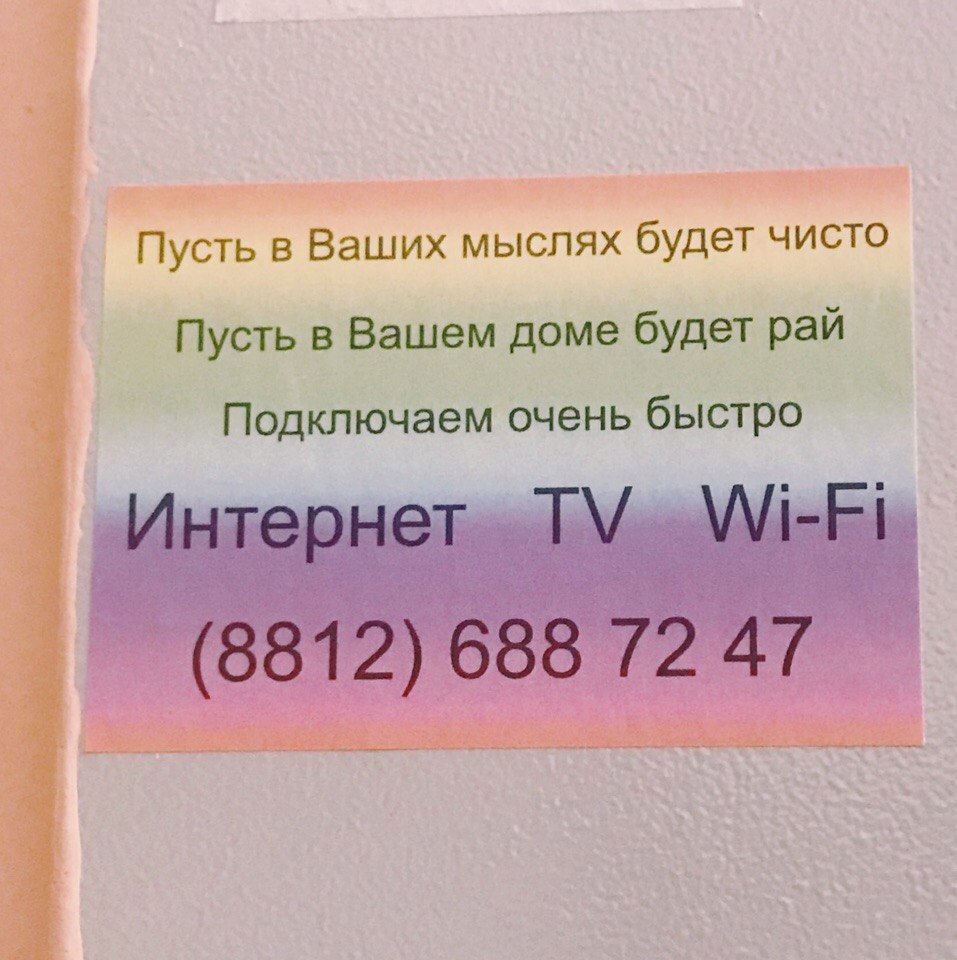 Пусть в Ваших мыслях будет чисто
Пусть в Вашем доме будет рай
Подключаем очень быстро
Интернет TV Wi-Fi
(8812) 688 72 47